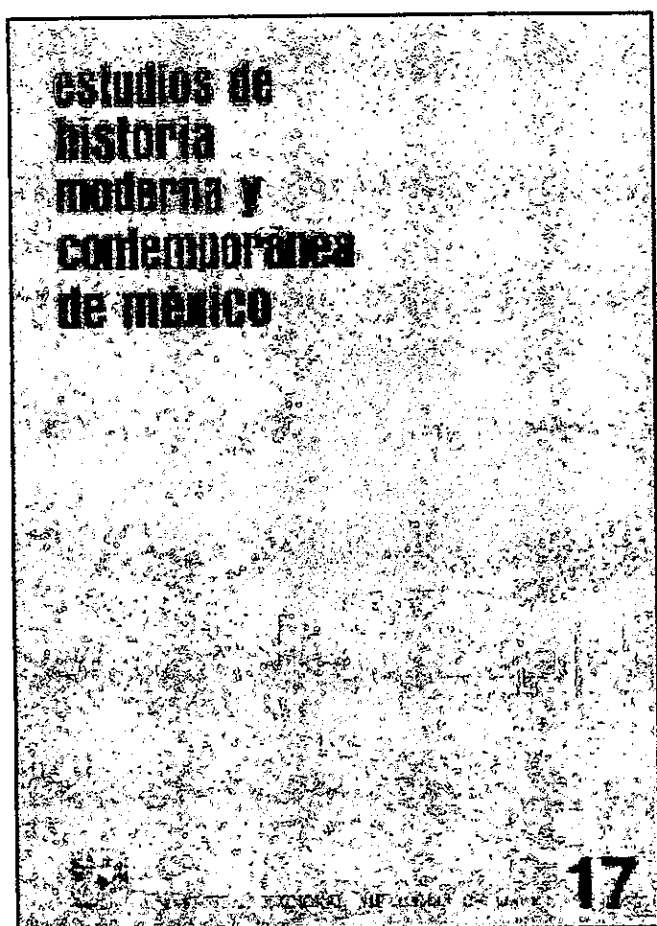 estudios de
historia
moderna y
contemporánea
de méxico
17